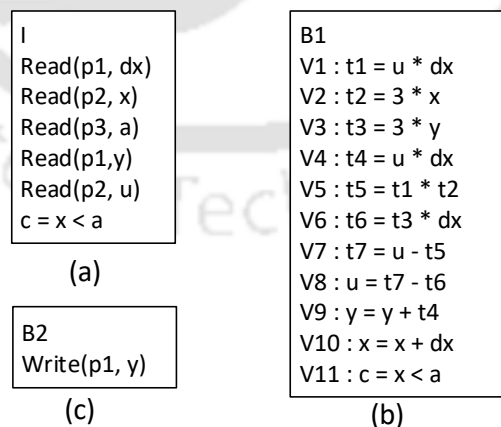 I
Read(p1, dx)
Read(p2, x)
Read(p3, a)
Read(p1,y)
Read(p2, u)
c = x < a
(a)
B2
Write(p1, y)
(c)
B1
V1 : t1 = u * dx
V2 : t2 = 3 * x
V3 : t3 = 3 * y
V4 : t4 = u * dx
V5 : t5 = t1 * t2
V6 : t6 = t3 * dx
V7 : t7 = u - t5
V8 : u = t7 - t6
V9 : y = y + t4
V10 : x = x + dx
V11 : c = x < a
(b)
Tec